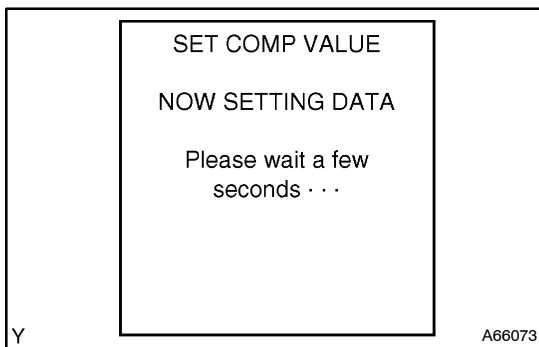 SET COMP VALUE
NOW SETTING DATA
Please wait a few
seconds · · ·
Y
A66073